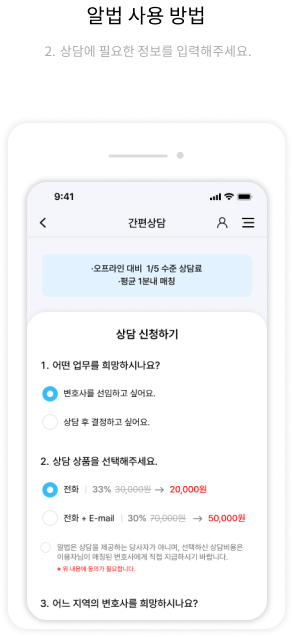 알법 사용 방법
2. 상담에 필요한 정보를 입력해주세요.
9:41
간편상담
·오프라인 대비 1/5 수준 상담료
·평균 1분내 매칭
상담 신청하기
1. 어떤 업무를 희망하시나요?
변호사를 선임하고 싶어요.
상담 후 결정하고 싶어요.
2. 상담 상품을 선택해주세요.
전화 | 33% 30,000원 → 20,000원
전화 + E-mail | 30% 70,000원 → 50,000원
알법은 상담을 제공하는 당사자가 아니며, 선택하신 상담비용은
이용자님이 매칭된 변호사에게 직접 지급하시기 바랍니다.
* 위 내용에 동의가 필요합니다.
3. 어느 지역의 변호사를 희망하시나요?